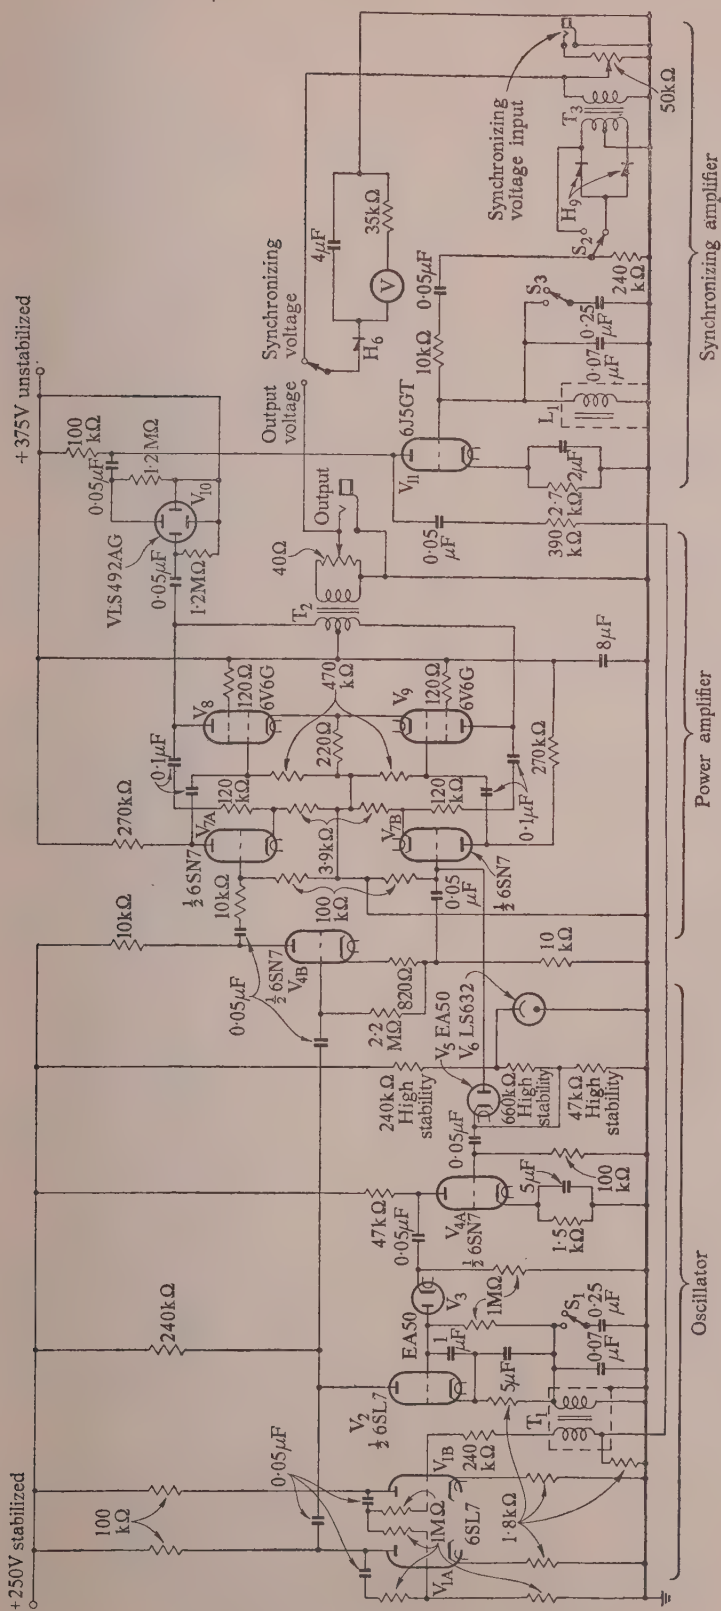 +250V stabilized
+375V unstabilized
100
kΩ
0·05μF
240kΩ
V2
½ 6SL7
EA50
V3
1
μF
5μF
1MΩ
V1A
1MΩ
6SL7
V1B
240
kΩ
1·8kΩ
T1
0·07
μF
S1
0·25
μF
47kΩ
0·05μF
V4A
½ 6SN7
1·5
kΩ
5μF
100
kΩ
0·05μF
240kΩ
High
stability
V5 EA50
V6 LS632
660kΩ
High
stability
47kΩ
High
stability
10kΩ
0·05μF
½ 6SN7
V4B
2·2
MΩ
820Ω
10
kΩ
270kΩ
½ 6SN7
V7A
10kΩ
100
kΩ
0·05
μF
0·1μF
120
kΩ
3·9kΩ
V7B
120
kΩ
½ 6SN7
0·1μF
270kΩ
V8
120Ω
6V6G
470
kΩ
220Ω
V9
120Ω
6V6G
8μF
T2
40Ω
Output
VLS492AG
0·05μF
1·2MΩ
V10
0·05μF
1·2MΩ
100
kΩ
Output voltage
Synchronizing
voltage
H6
V
4μF
35kΩ
V11
6J5GT
10kΩ
0·05μF
0·05
μF
390
kΩ
2·7
kΩ
2μF
L1
0·07
μF
0·25
μF
S3
240
kΩ
S2
H9
T3
50kΩ
Synchronizing
voltage input
Oscillator
Power amplifier
Synchronizing amplifier